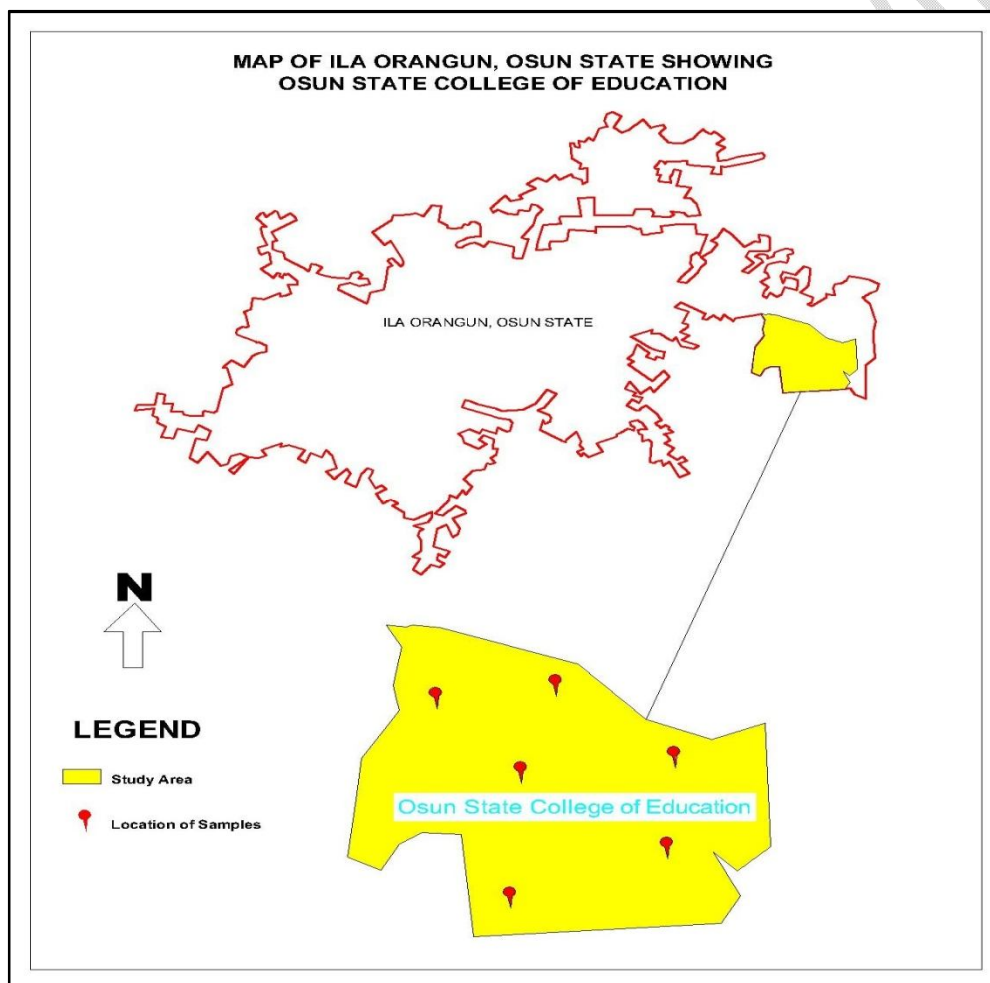 MAP OF ILA ORANGUN, OSUN STATE SHOWING
OSUN STATE COLLEGE OF EDUCATION
ILA ORANGUN, OSUN STATE
N
LEGEND
Study Area
Location of Samples
Osun State College of Education